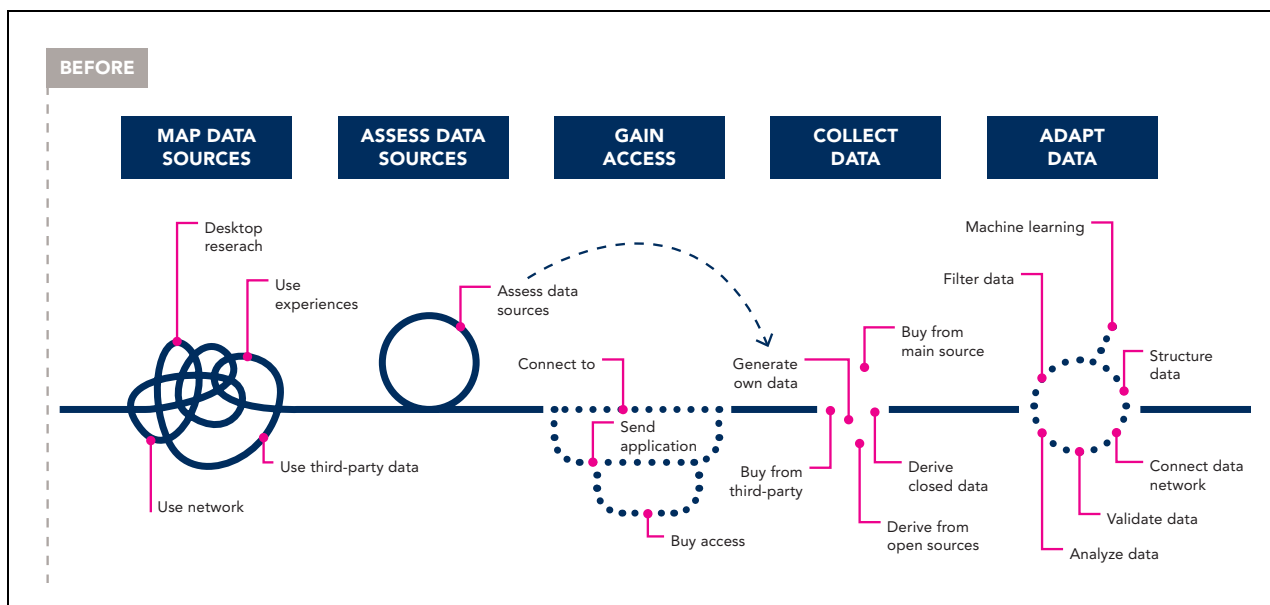 BEFORE
MAP DATA
SOURCES
ASSESS DATA
SOURCES
GAIN
ACCESS
COLLECT
DATA
ADAPT
DATA
Desktop
reserach
Use
experiences
Use third-party data
Use network
Assess data
sources
Connect to
Send
application
Buy access
Generate
own data
Buy from
main source
Buy from
third-party
Derive
closed data
Derive from
open sources
Machine learning
Filter data
Structure
data
Connect data
network
Validate data
Analyze data